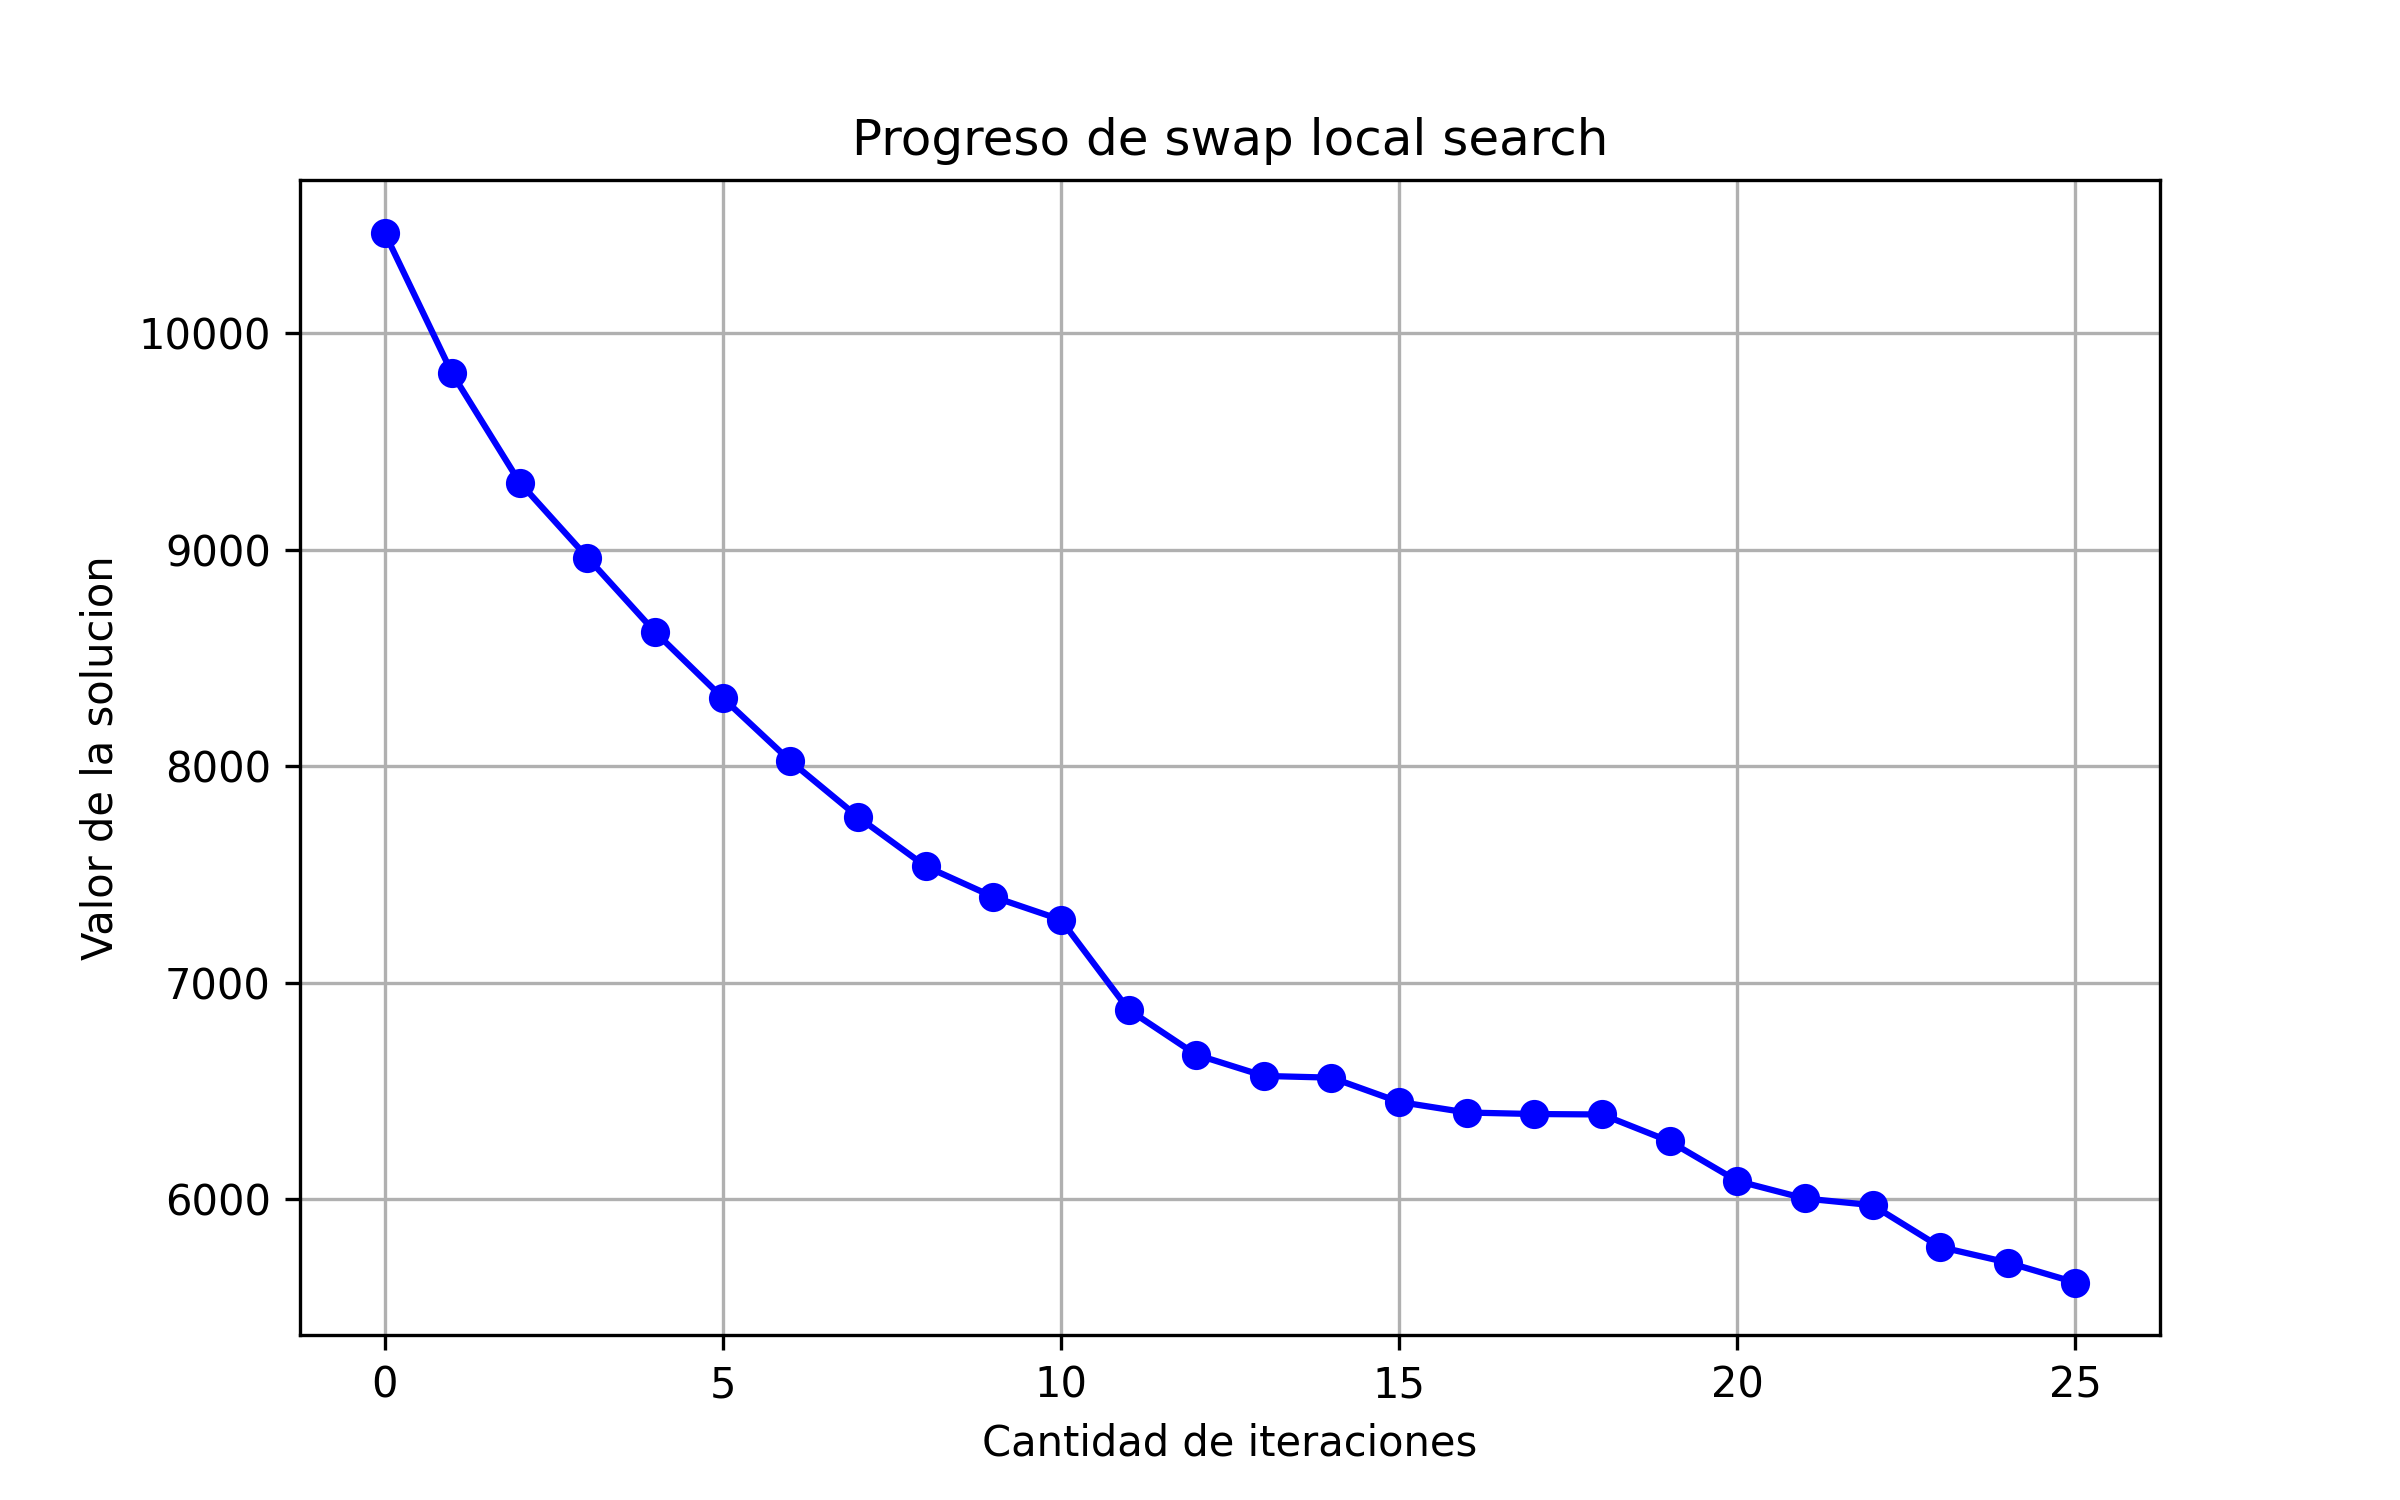 Progreso de swap local search
Valor de la solucion
10000
9000
8000
7000
6000
0 5 10 15 20 25
Cantidad de iteraciones